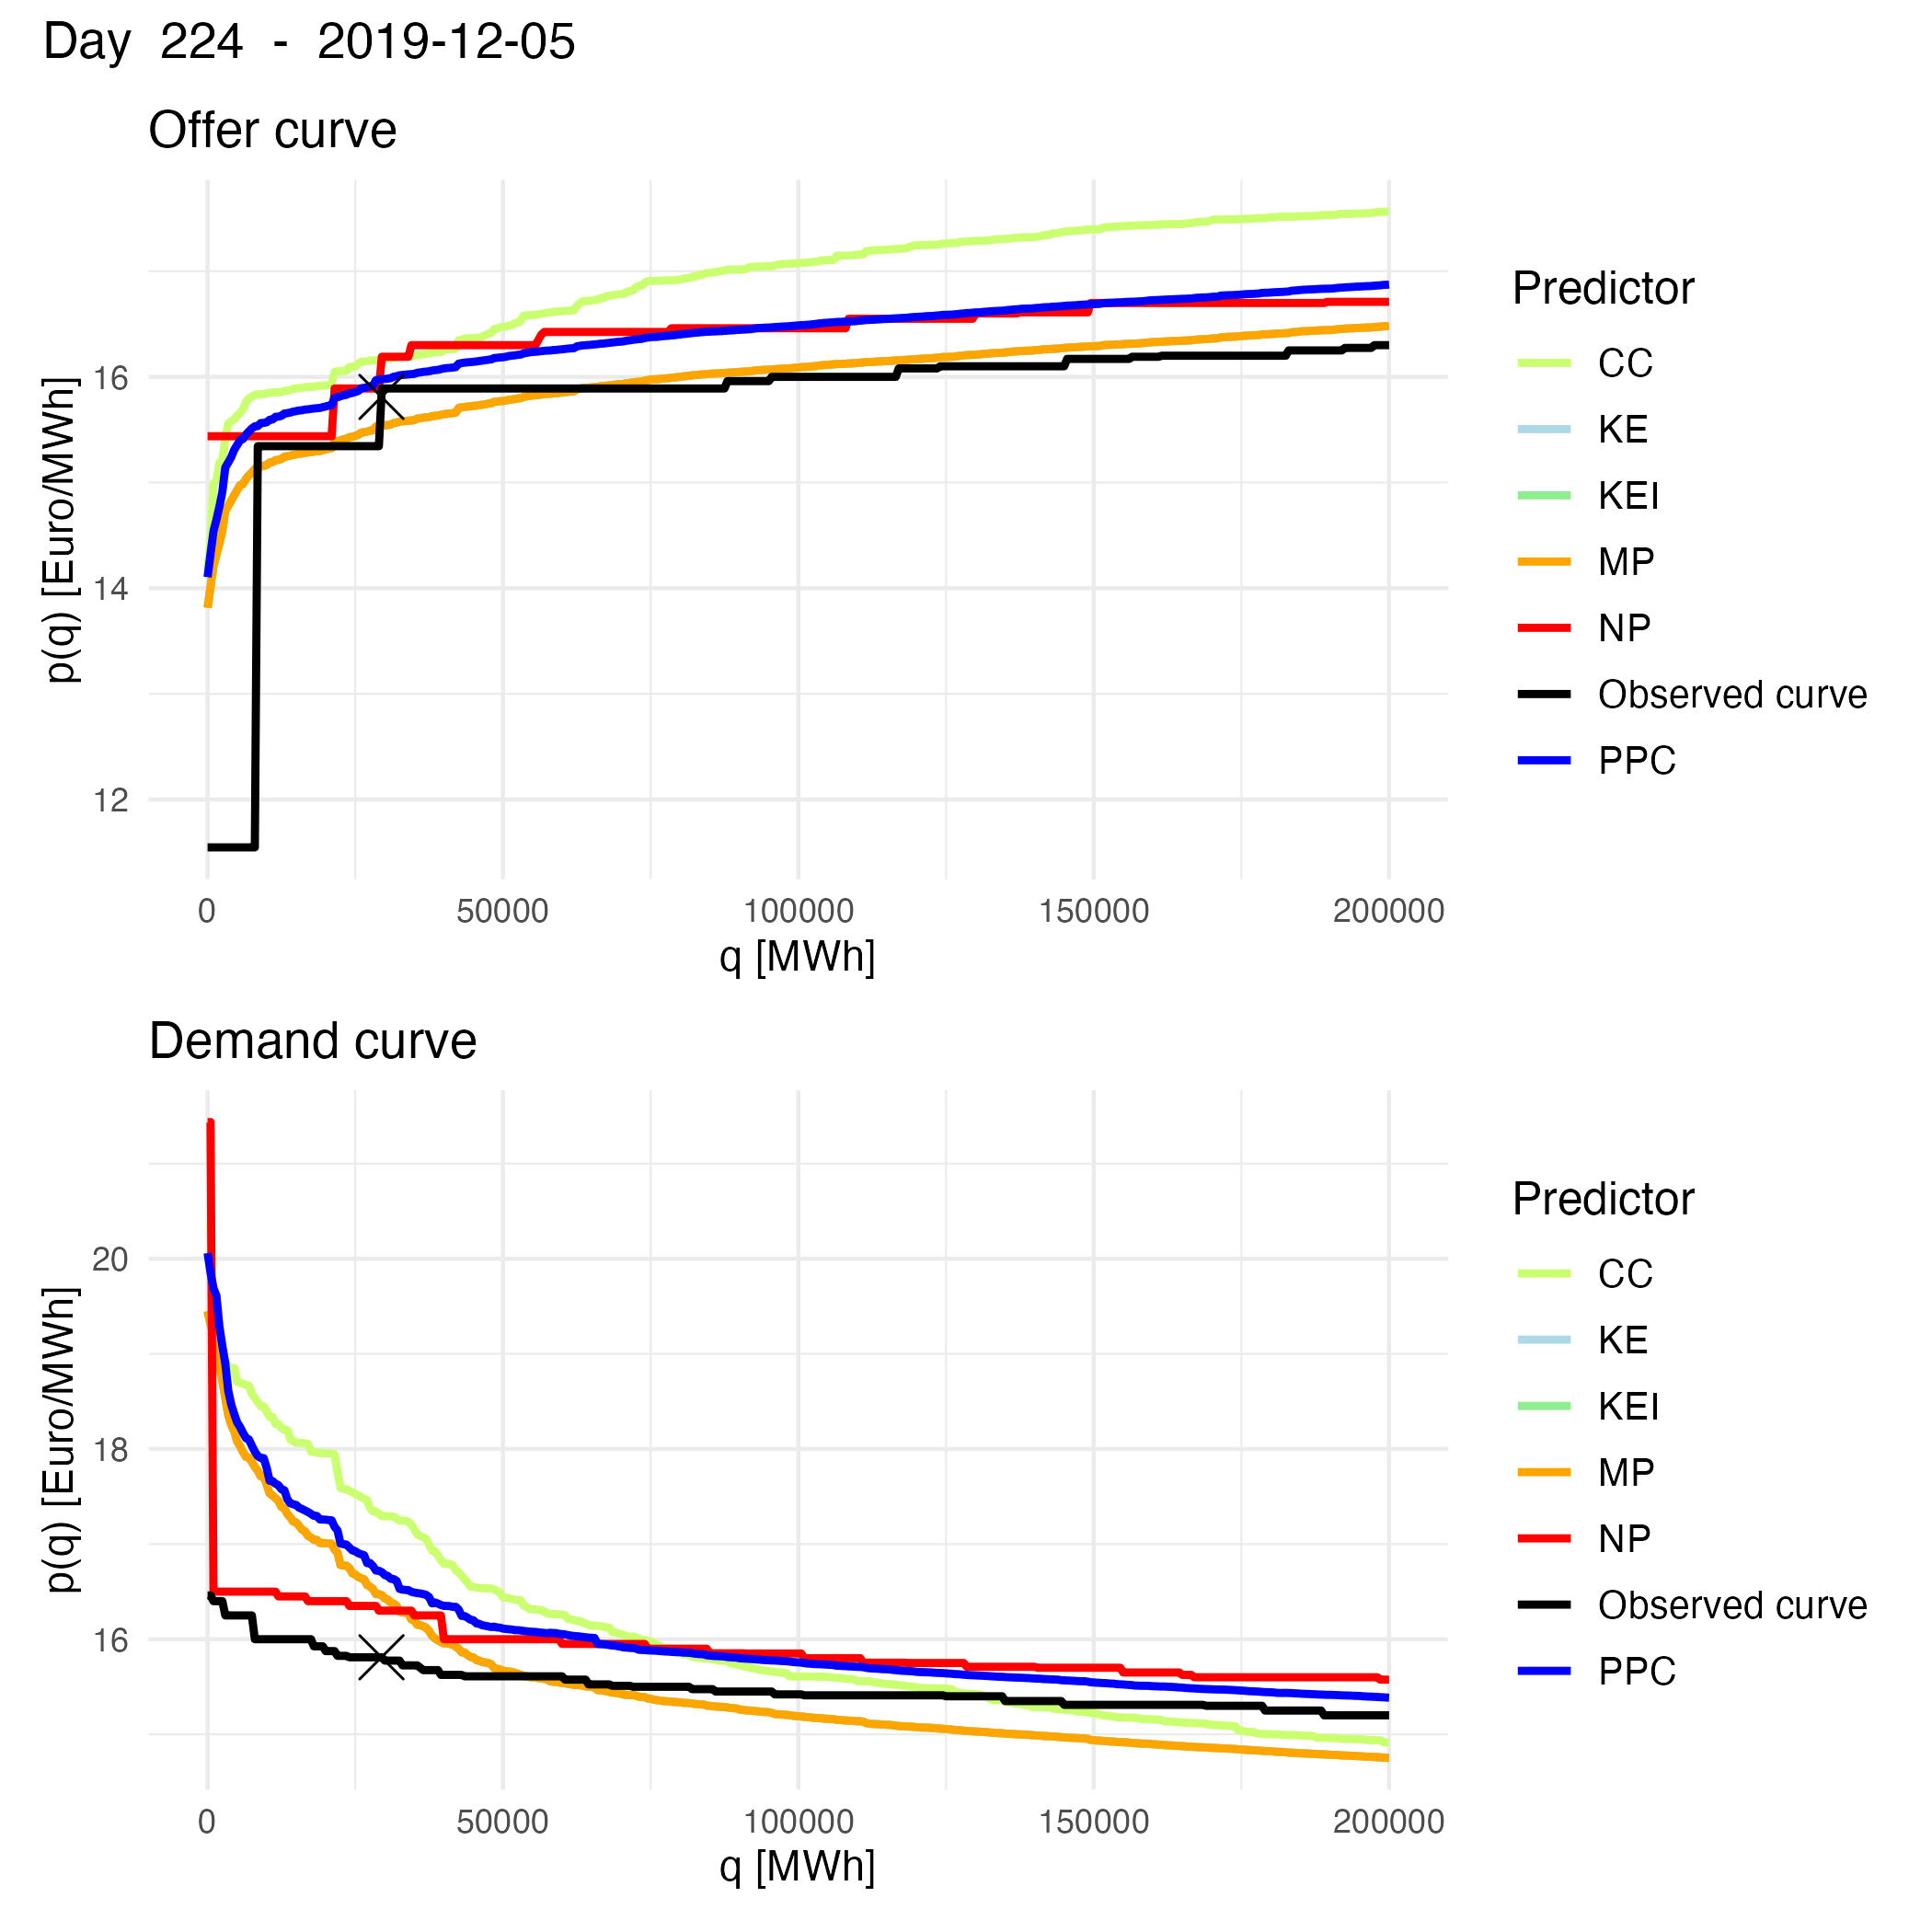 Day 224 - 2019-12-05
Offer curve
16
14
12
p(q) [Euro/MWh]
0 50000 100000 150000 200000
q [MWh]
Predictor
CC
KE
KEI
MP
NP
Observed curve
PPC
Demand curve
20
18
16
p(q) [Euro/MWh]
0 50000 100000 150000 200000
q [MWh]
Predictor
CC
KE
KEI
MP
NP
Observed curve
PPC